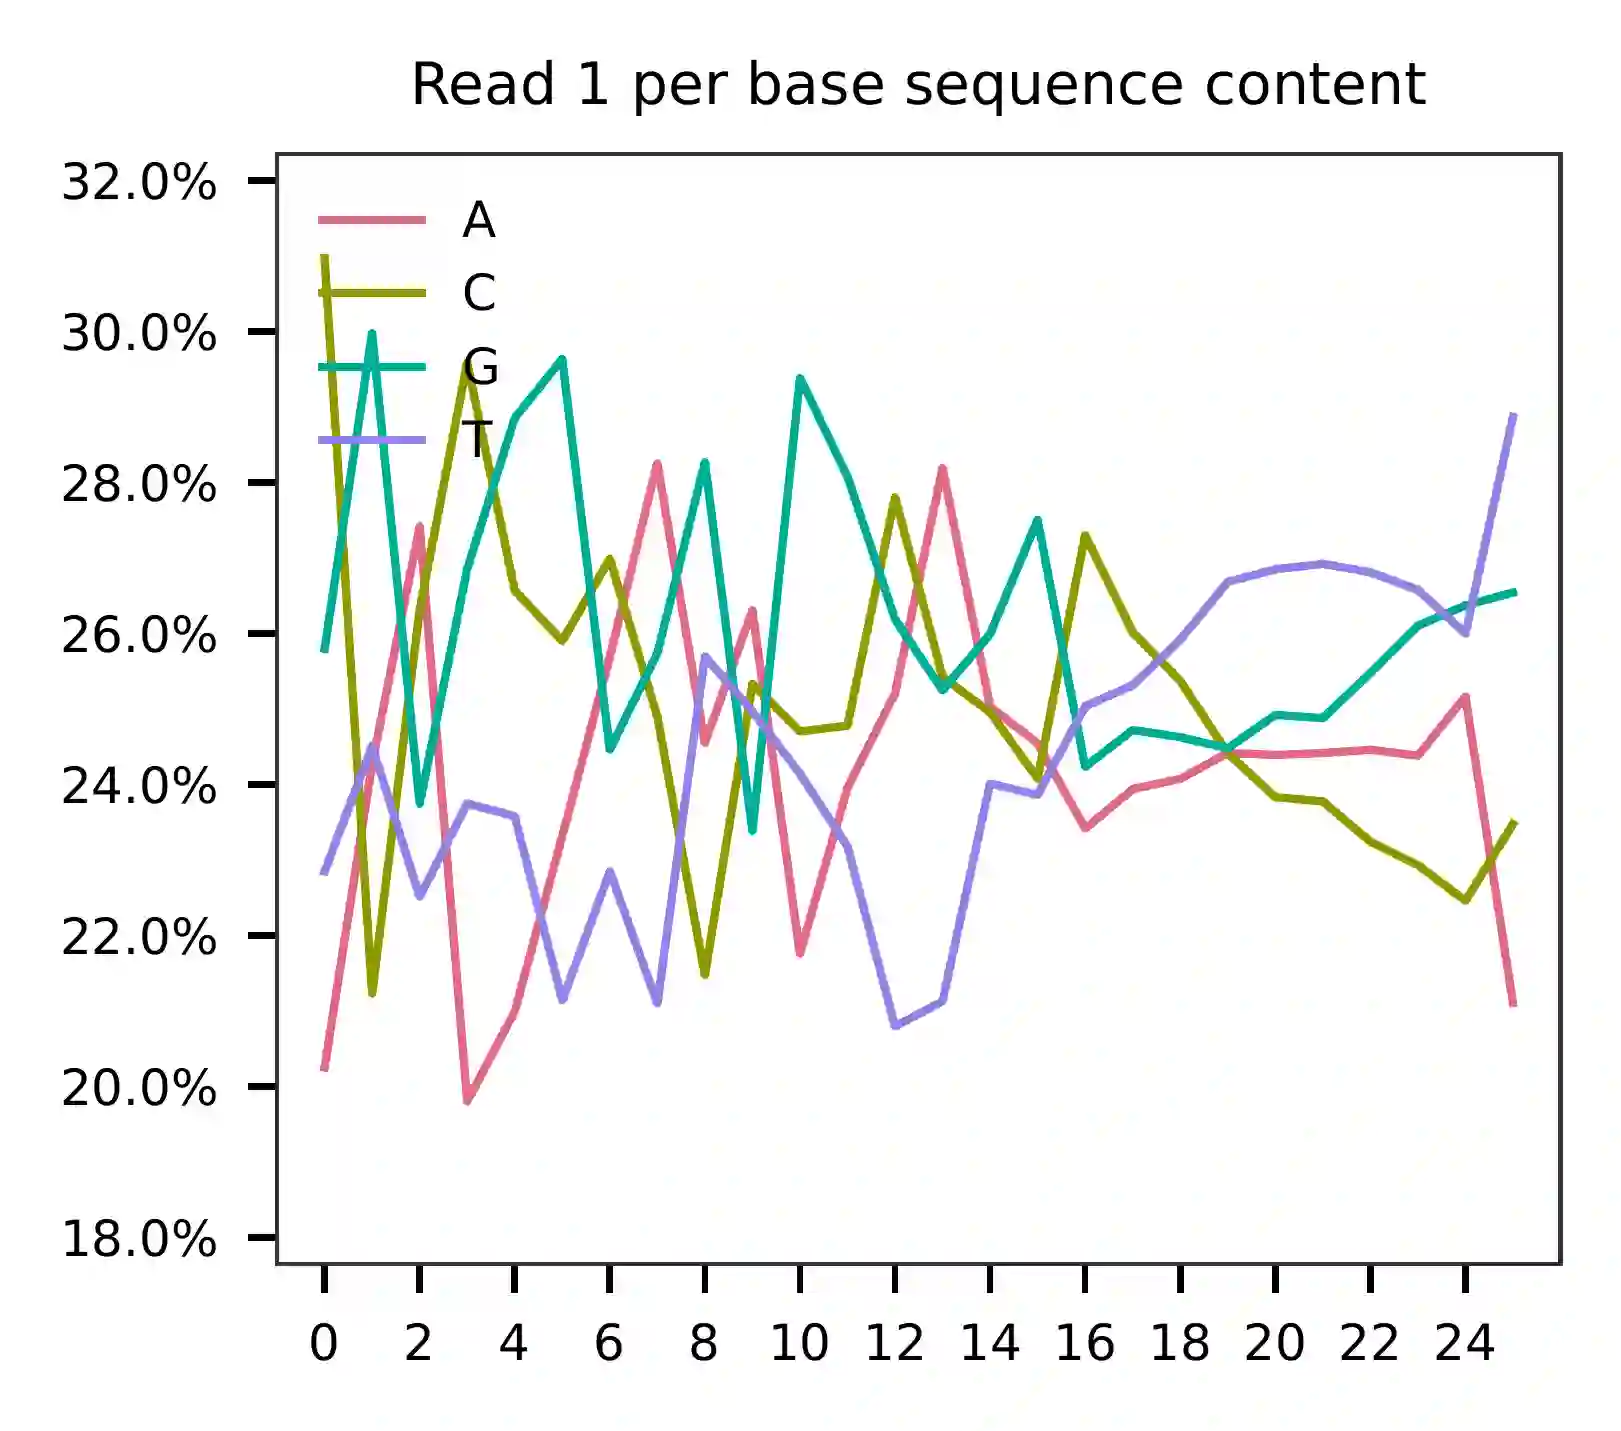 Read 1 per base sequence content
32.0%
30.0%
28.0%
26.0%
24.0%
22.0%
20.0%
18.0%
A
C
G
T
0 2 4 6 8 10 12 14 16 18 20 22 24